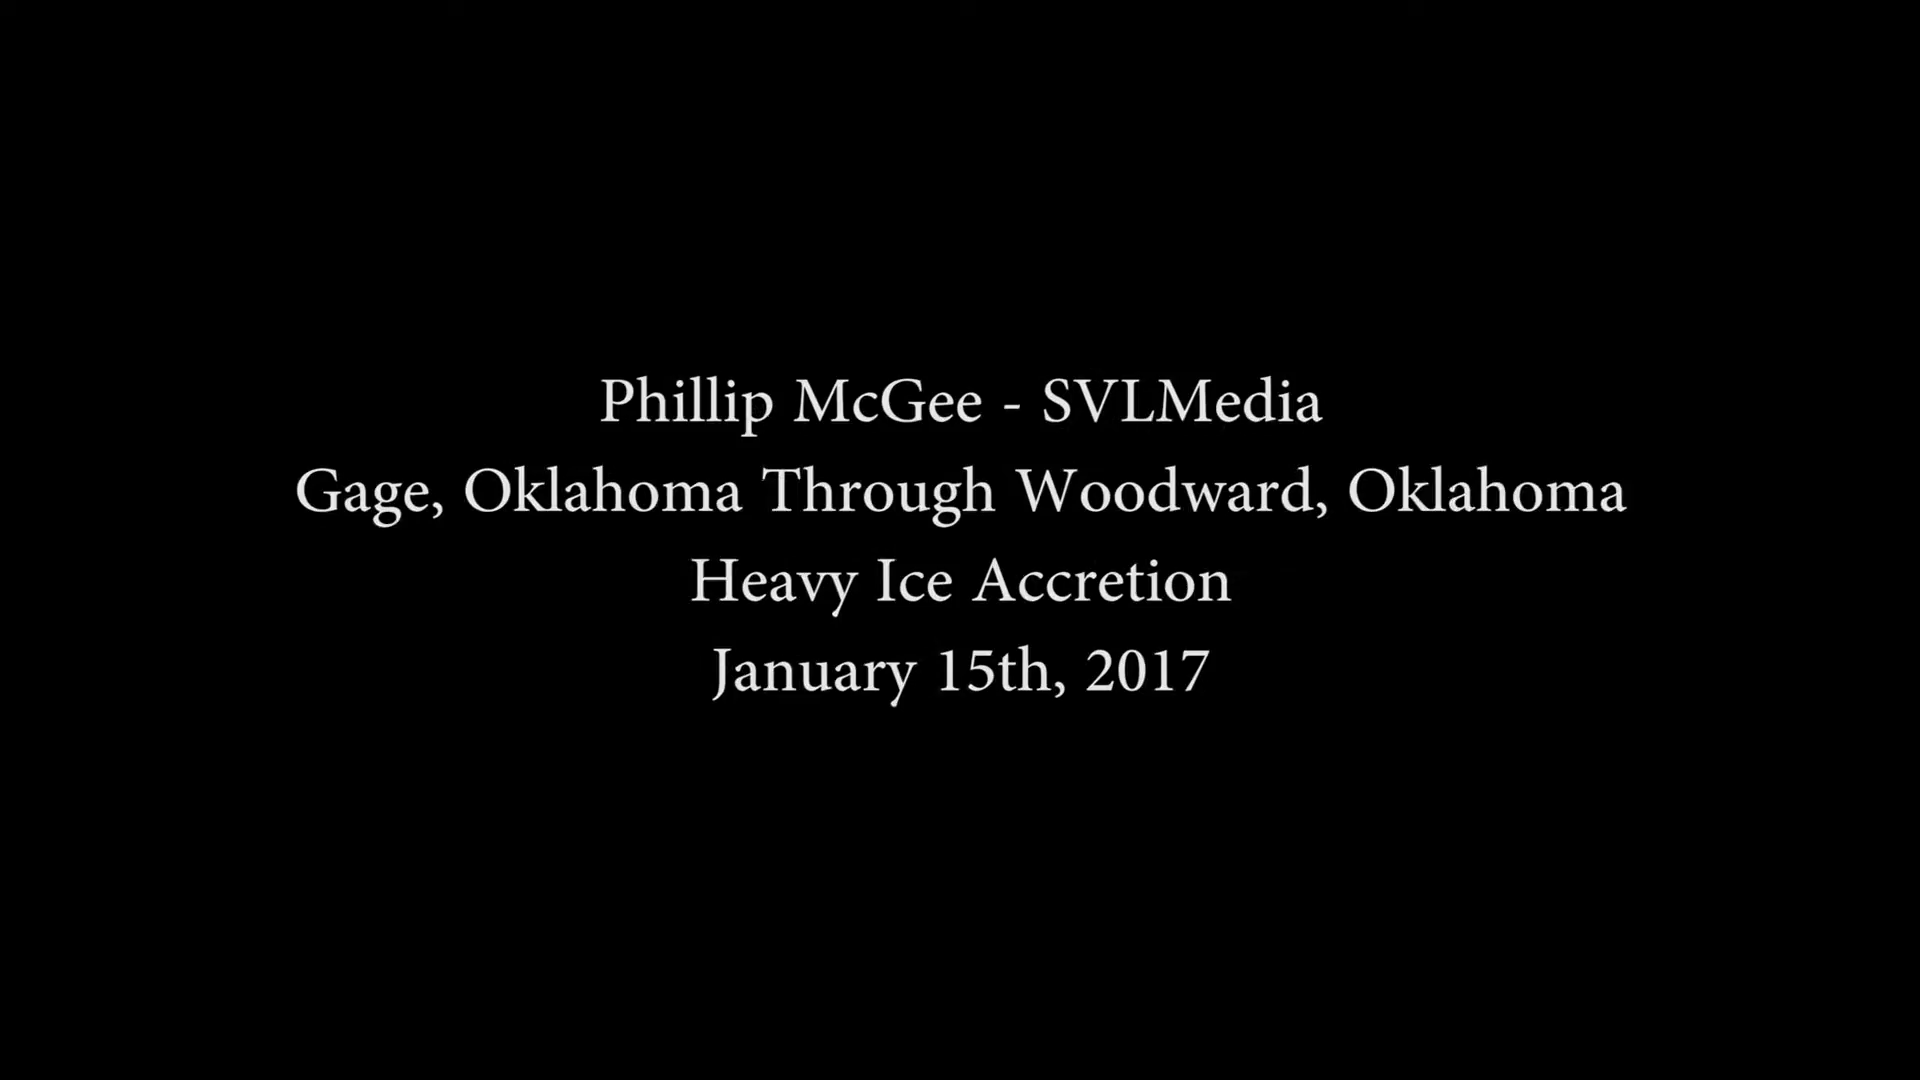 Phillip McGee - SVLMedia
Gage, Oklahoma Through Woodward, Oklahoma
Heavy Ice Accretion
January 15th, 2017